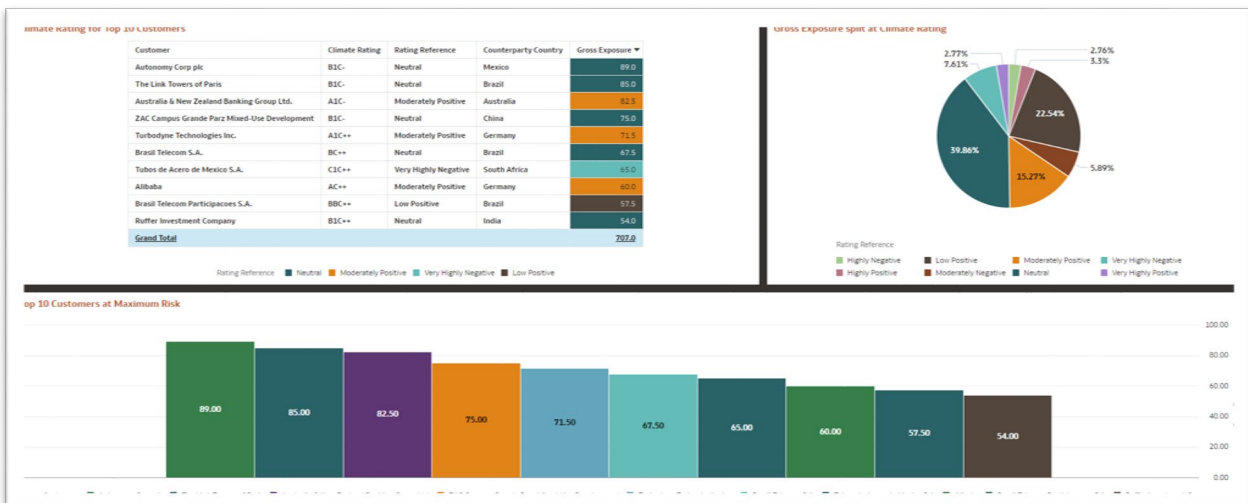 limate Rating for Top 10 Customers
Customer Climate Rating Rating Reference Counterparty Country Gross Exposure ▼
Autonomy Corp plc B1C- Neutral Mexico 89.0
The Link Towers of Paris B1C- Neutral Brazil 85.0
Australia & New Zealand Banking Group Ltd. A1C- Moderately Positive Australia 82.5
ZAC Campus Grande Parz Mixed-Use Development B1C- Neutral China 75.0
Turbodyne Technologies Inc. A1C++ Moderately Positive Germany 71.5
Brasil Telecom S.A. BC++ Neutral Brazil 67.5
Tubos de Acero de Mexico S.A. C1C++ Very Highly Negative South Africa 65.0
Alibaba AC++ Moderately Positive Germany 60.0
Brasil Telecom Participacoes S.A. BBC++ Low Positive Brazil 57.5
Ruffer Investment Company B1C++ Neutral India 54.0
Grand Total 707.0
Rating Reference Neutral Moderately Positive Very Highly Negative Low Positive
Gross Exposure split at Climate Rating
2.77% 2.76%
7.61% 3.3%
22.54%
39.86%
5.89%
15.27%
Rating Reference
Highly Negative Low Positive Moderately Positive Very Highly Negative
Highly Positive Moderately Negative Neutral Very Highly Positive
op 10 Customers at Maximum Risk
100.00
80.00
60.00
40.00
20.00
0.00
89.00 85.00 82.50 75.00 71.50 67.50 65.00 60.00 57.50 54.00